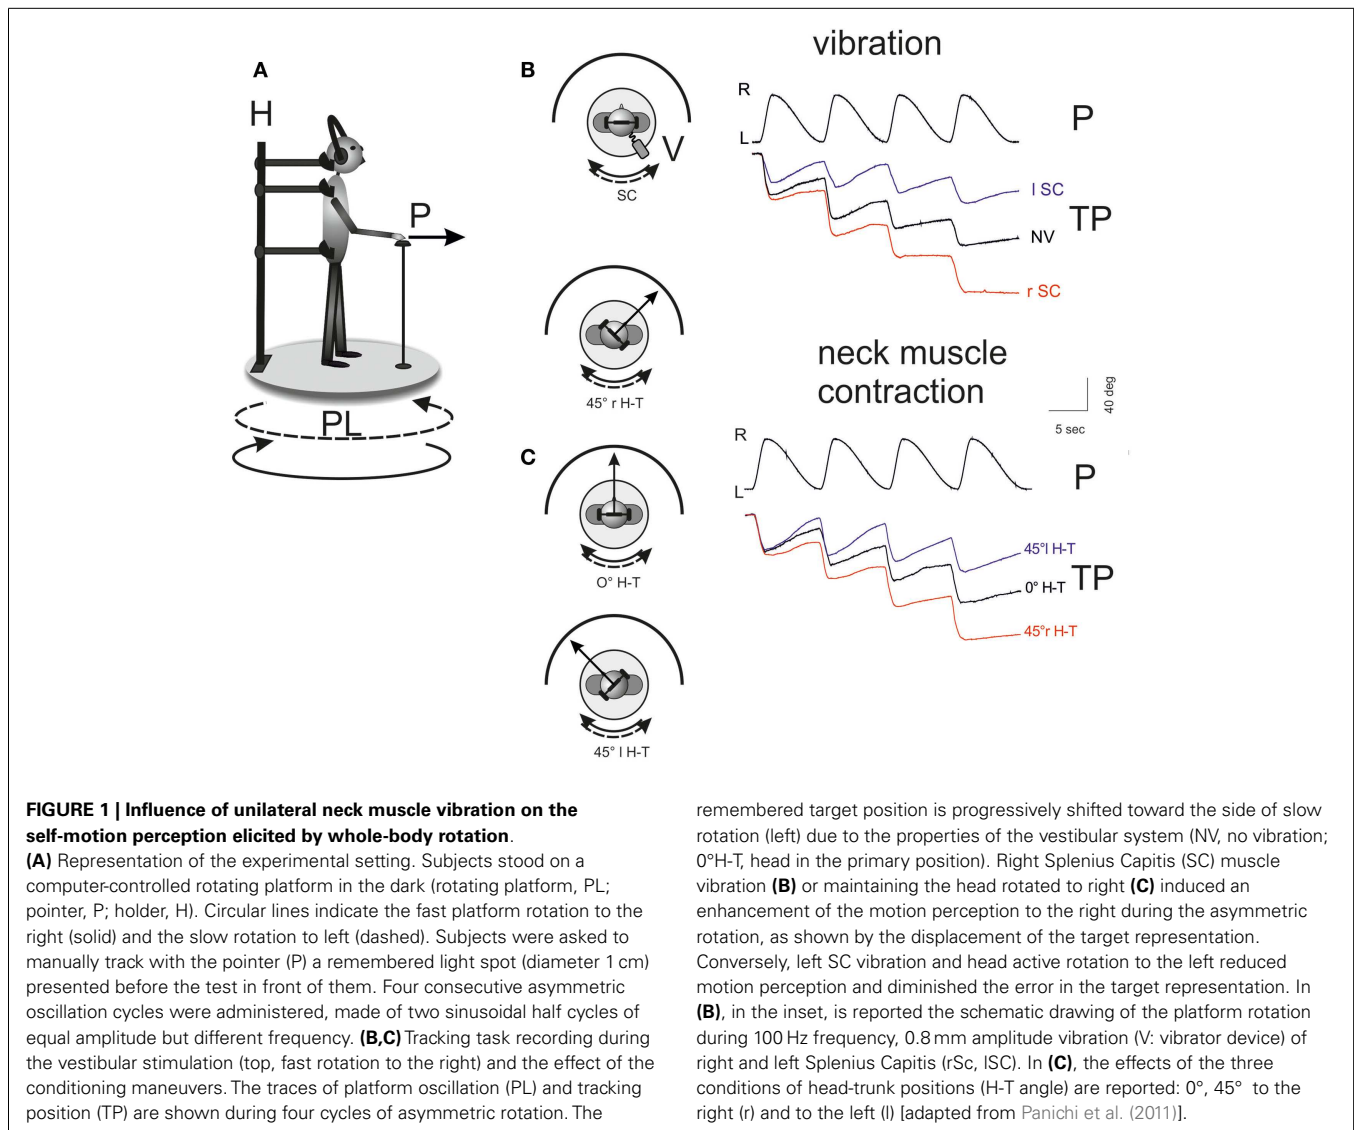 vibration
A
B
H
R
P
L
V
SC
l SC
TP
NV
r SC
P
PL
45° r H-T
neck muscle
contraction
40 deg
5 sec
C
R
P
L
O° H-T
45°l H-T
0° H-T
TP
45°r H-T
45° l H-T
FIGURE 1 | Influence of unilateral neck muscle vibration on the
self-motion perception elicited by whole-body rotation.
(A) Representation of the experimental setting. Subjects stood on a
computer-controlled rotating platform in the dark (rotating platform, PL;
pointer, P; holder, H). Circular lines indicate the fast platform rotation to the
right (solid) and the slow rotation to left (dashed). Subjects were asked to
manually track with the pointer (P) a remembered light spot (diameter 1 cm)
presented before the test in front of them. Four consecutive asymmetric
oscillation cycles were administered, made of two sinusoidal half cycles of
equal amplitude but different frequency. (B,C) Tracking task recording during
the vestibular stimulation (top, fast rotation to the right) and the effect of the
conditioning maneuvers. The traces of platform oscillation (PL) and tracking
position (TP) are shown during four cycles of asymmetric rotation. The
remembered target position is progressively shifted toward the side of slow
rotation (left) due to the properties of the vestibular system (NV, no vibration;
0°H-T, head in the primary position). Right Splenius Capitis (SC) muscle
vibration (B) or maintaining the head rotated to right (C) induced an
enhancement of the motion perception to the right during the asymmetric
rotation, as shown by the displacement of the target representation.
Conversely, left SC vibration and head active rotation to the left reduced
motion perception and diminished the error in the target representation. In
(B), in the inset, is reported the schematic drawing of the platform rotation
during 100 Hz frequency, 0.8 mm amplitude vibration (V: vibrator device) of
right and left Splenius Capitis (rSc, lSC). In (C), the effects of the three
conditions of head-trunk positions (H-T angle) are reported: 0°, 45° to the
right (r) and to the left (l) [adapted from Panichi et al. (2011)].